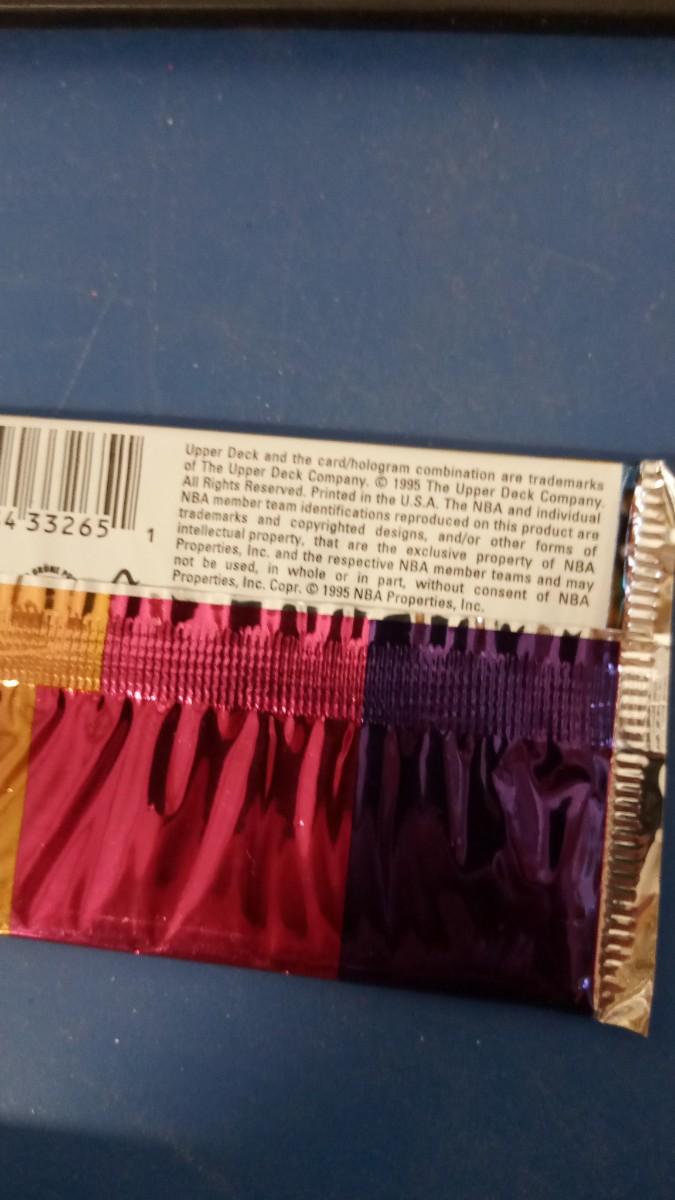 Upper Deck and the card/hologram combination are trademarks
of The Upper Deck Company. © 1995 The Upper Deck Company.
All Rights Reserved. Printed in the U.S.A. The NBA and individual
NBA member team identifications reproduced on this product are
trademarks and copyrighted designs, and/or other forms of
intellectual property, that are the exclusive property of NBA
Properties, Inc. and the respective NBA member teams and may
not be used, in whole or in part, without consent of NBA
Properties, Inc. Copr. © 1995 NBA Properties, Inc.
4 33265 1